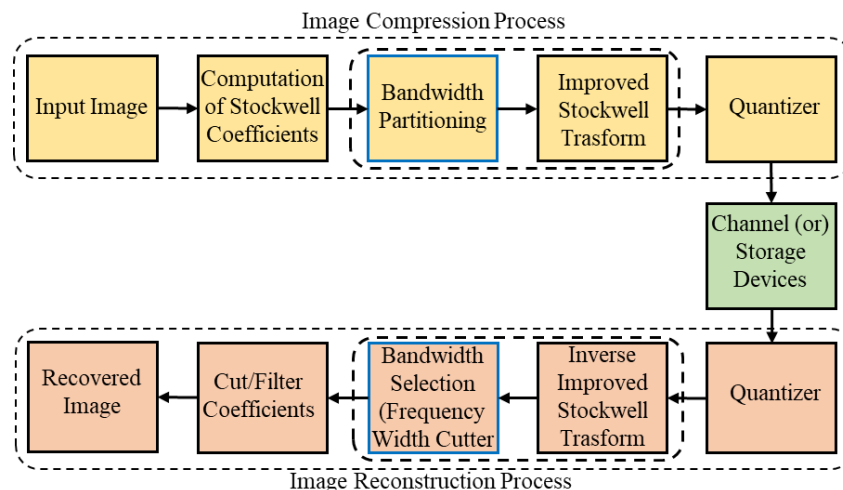 Image Compression Process
Input Image
Computation
of Stockwell
Coefficients
Bandwidth
Partitioning
Improved
Stockwell
Trasform
Quantizer
Channel (or)
Storage
Devices
Recovered
Image
Cut/Filter
Coefficients
Bandwidth
Selection
(Frequency
Width Cutter
Inverse
Improved
Stockwell
Trasform
Quantizer
Image Reconstruction Process